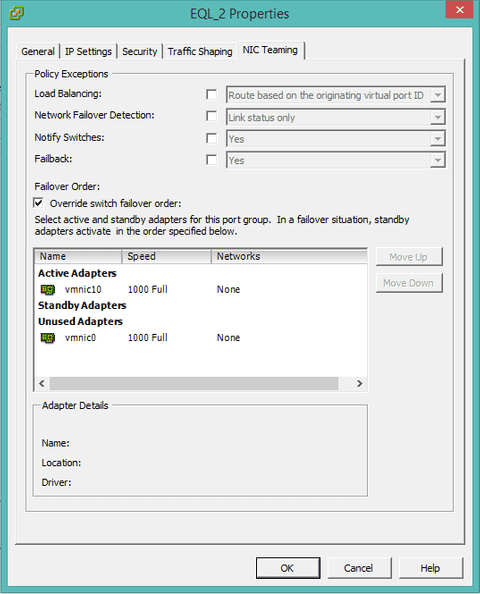 EQL_2 Properties
General IP Settings Security Traffic Shaping NIC Teaming
Policy Exceptions
Load Balancing: Route based on the originating virtual port ID
Network Failover Detection: Link status only
Notify Switches: Yes
Failback: Yes
Failover Order:
Override switch failover order:
Select active and standby adapters for this port group. In a failover situation, standby
adapters activate in the order specified below.
Name Speed Networks Move Up
Active Adapters Move Down
vmnic10 1000 Full None
Standby Adapters
Unused Adapters
vmnic0 1000 Full None
Adapter Details
Name:
Location:
Driver:
OK Cancel Help